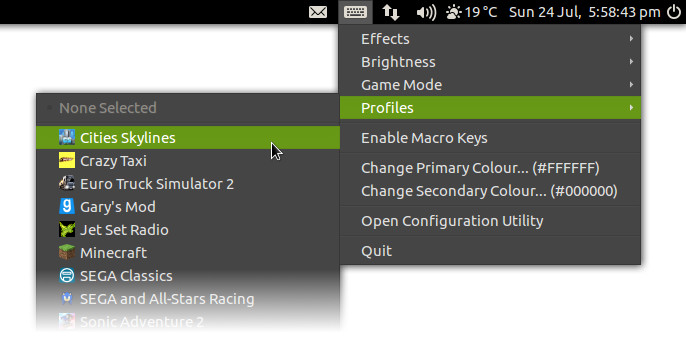 19 °C Sun 24 Jul, 5:58:43 pm
Effects
Brightness
Game Mode
Profiles
Enable Macro Keys
Change Primary Colour... (#FFFFFF)
Change Secondary Colour... (#000000)
Open Configuration Utility
Quit
None Selected
Cities Skylines
Crazy Taxi
Euro Truck Simulator 2
Gary's Mod
Jet Set Radio
Minecraft
SEGA Classics
SEGA and All-Stars Racing
Sonic Adventure 2